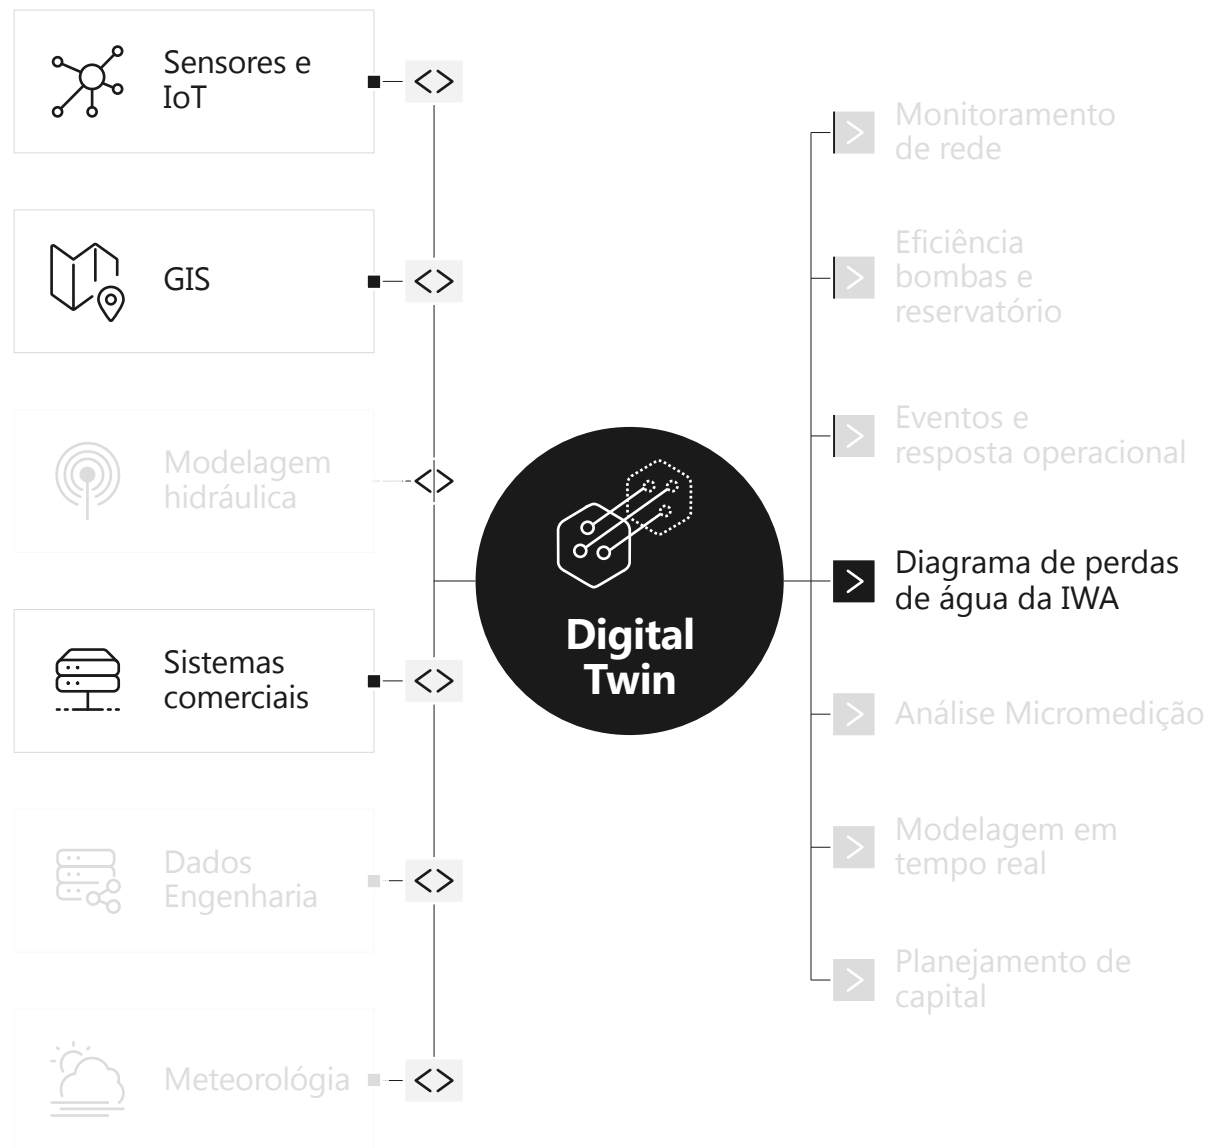 Sensores e
IoT
GIS
Modelagem
hidráulica
Sistemas
comerciais
Dados
Engenharia
Meteorológia
Digital
Twin
Monitoramento
de rede
Eficiência
bombas e
reservatório
Eventos e
resposta operacional
Diagrama de perdas
de água da IWA
Análise Micromedição
Modelagem em
tempo real
Planejamento de
capital